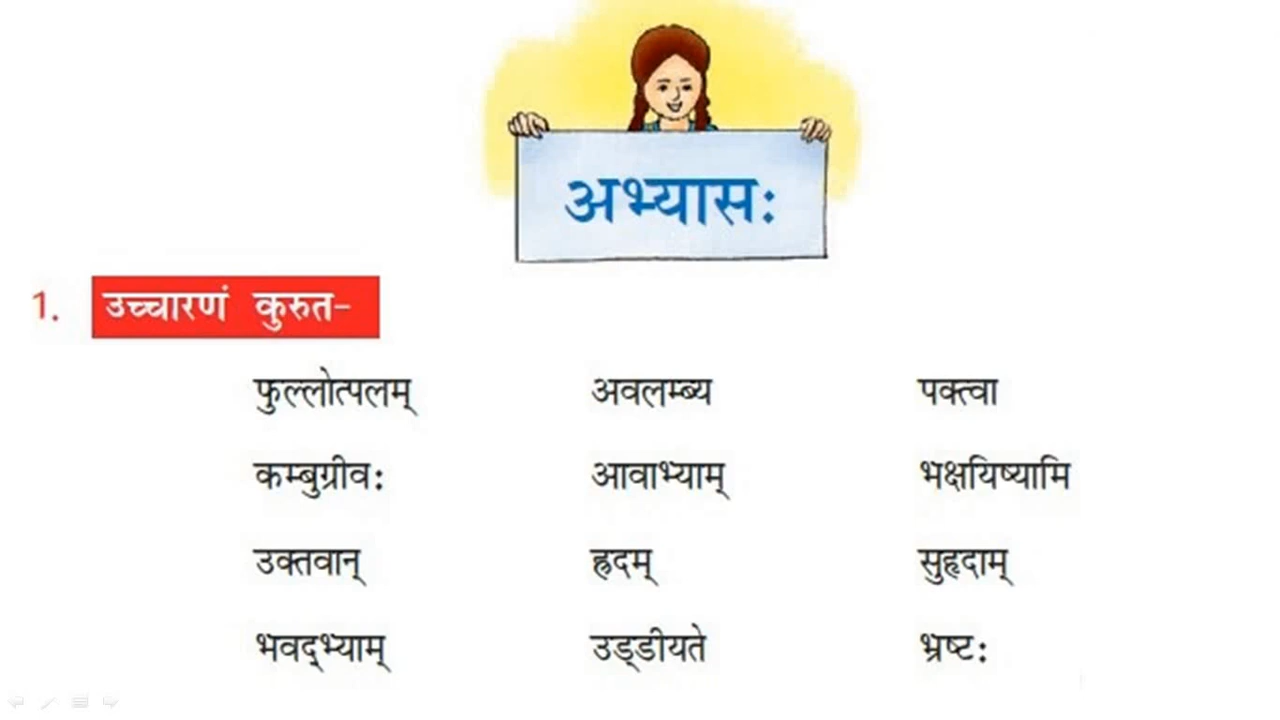 अभ्यासः
1. उच्चारणं कुरुत-
फुल्लोत्पलम् अवलम्ब्य पक्त्वा
कम्बुग्रीवः आवाभ्याम् भक्षयिष्यामि
उक्तवान् ह्रदम् सुहृदाम्
भवद्भ्याम् उड्डीयते भ्रष्टः